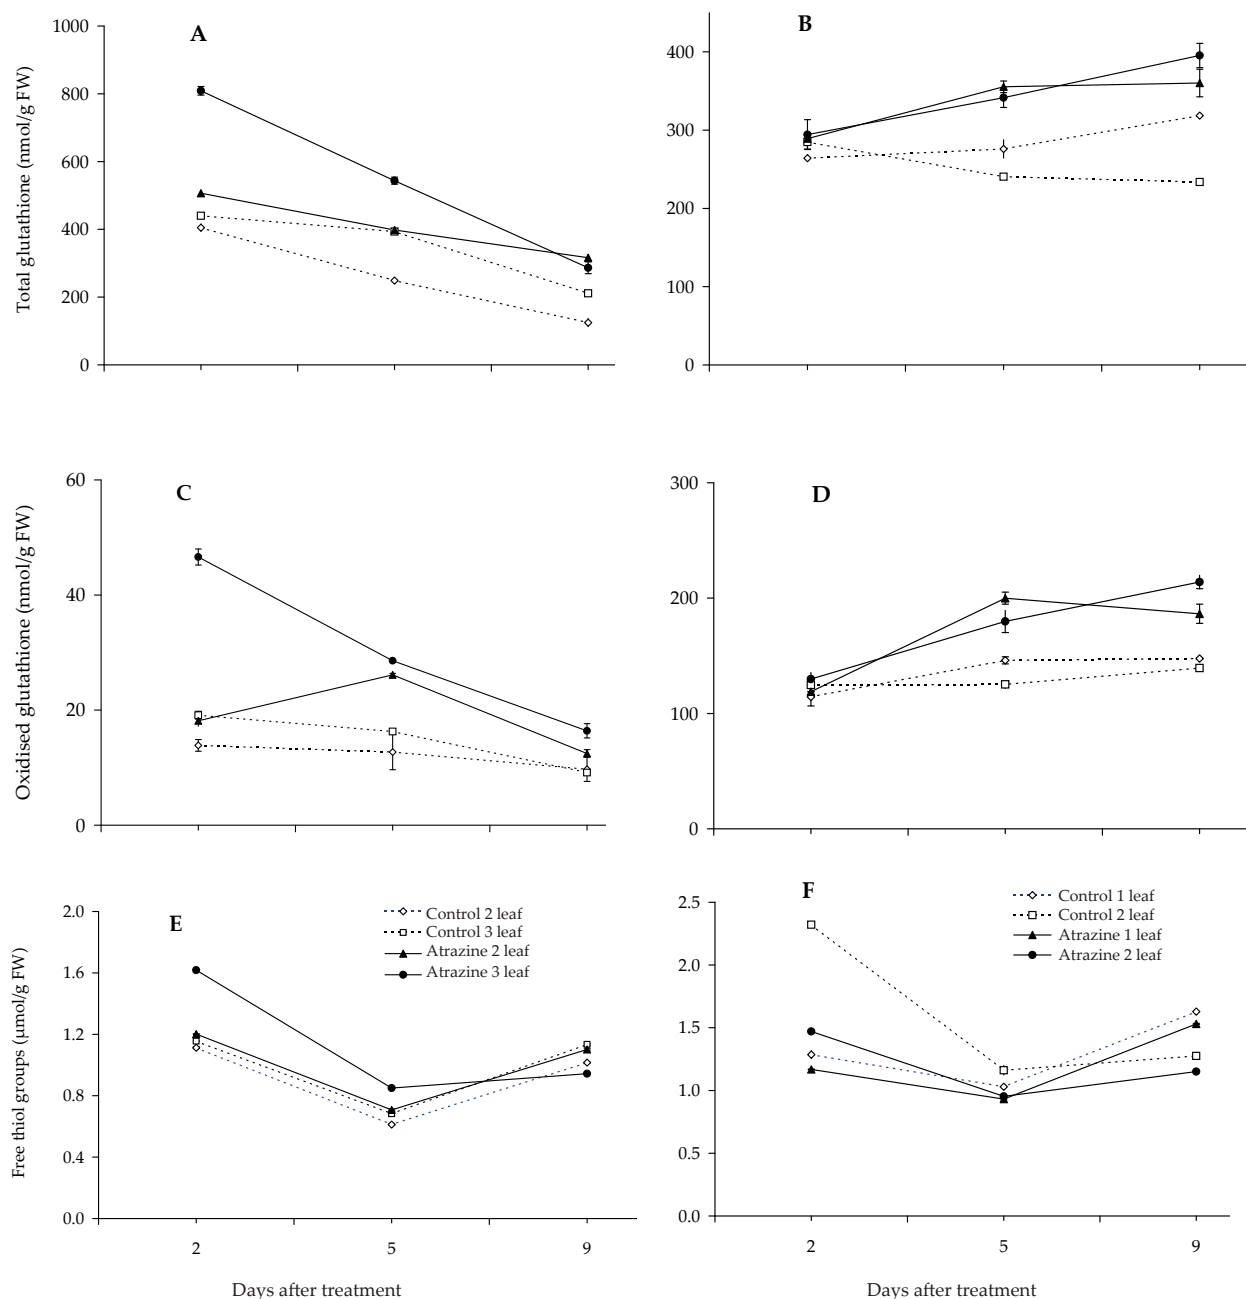 A
Total glutathione (nmol/g FW)
1000
800
600
400
200
0
B
400
300
200
100
0
C
Oxidised glutathione (nmol/g FW)
60
40
20
0
D
300
200
100
0
E
Free thiol groups (µmol/g FW)
2.0
1.6
1.2
0.8
0.4
0.0
Control 2 leaf
Control 3 leaf
Atrazine 2 leaf
Atrazine 3 leaf
2 5 9
Days after treatment
F
2.5
2.0
1.5
1.0
0.5
0.0
Control 1 leaf
Control 2 leaf
Atrazine 1 leaf
Atrazine 2 leaf
2 5 9
Days after treatment